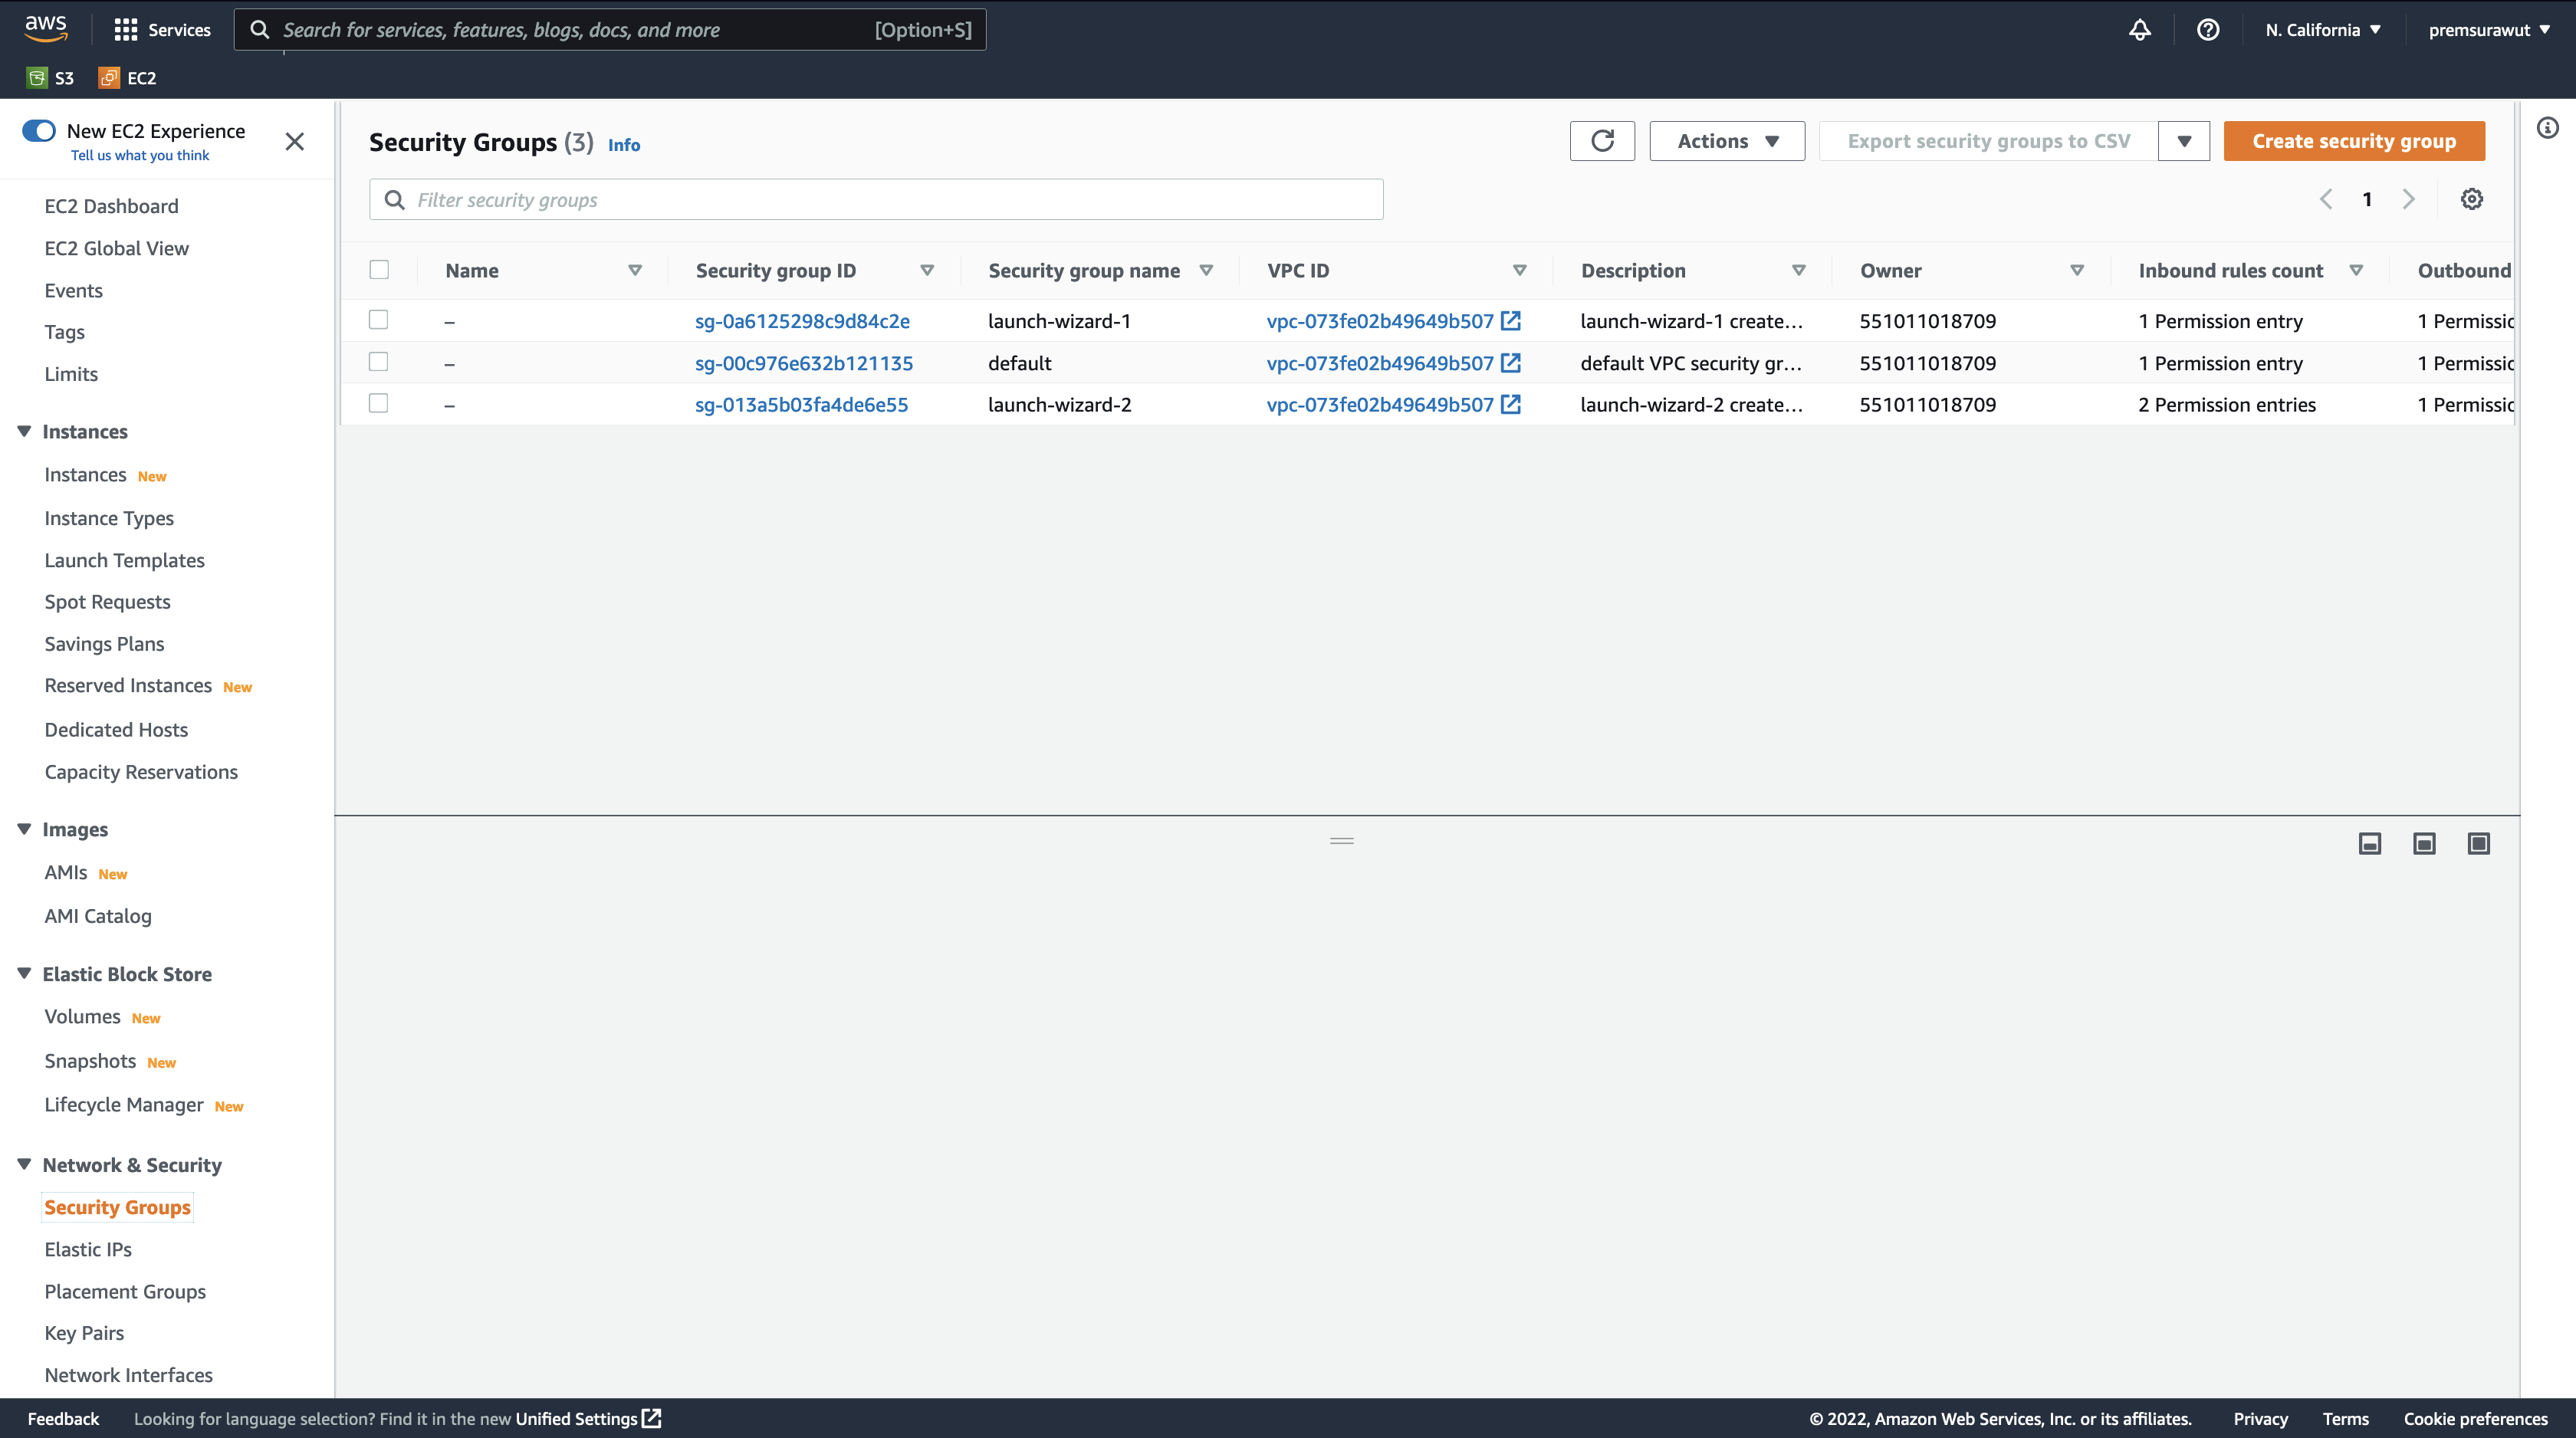 aws
Services
Search for services, features, blogs, docs, and more [Option+S]
N. California
premsurawut
S3
EC2
New EC2 Experience
Tell us what you think
EC2 Dashboard
EC2 Global View
Events
Tags
Limits
Instances
Instances New
Instance Types
Launch Templates
Spot Requests
Savings Plans
Reserved Instances New
Dedicated Hosts
Capacity Reservations
Images
AMIs New
AMI Catalog
Elastic Block Store
Volumes New
Snapshots New
Lifecycle Manager New
Network & Security
Security Groups
Elastic IPs
Placement Groups
Key Pairs
Network Interfaces
Security Groups (3) Info
Actions
Export security groups to CSV
Create security group
Filter security groups
1
Name Security group ID Security group name VPC ID Description Owner Inbound rules count Outbound
– sg-0a6125298c9d84c2e launch-wizard-1 vpc-073fe02b49649b507 launch-wizard-1 create... 551011018709 1 Permission entry 1 Permissic
– sg-00c976e632b121135 default vpc-073fe02b49649b507 default VPC security gr... 551011018709 1 Permission entry 1 Permissic
– sg-013a5b03fa4de6e55 launch-wizard-2 vpc-073fe02b49649b507 launch-wizard-2 create... 551011018709 2 Permission entries 1 Permissic
Feedback
Looking for language selection? Find it in the new Unified Settings
© 2022, Amazon Web Services, Inc. or its affiliates.
Privacy
Terms
Cookie preferences